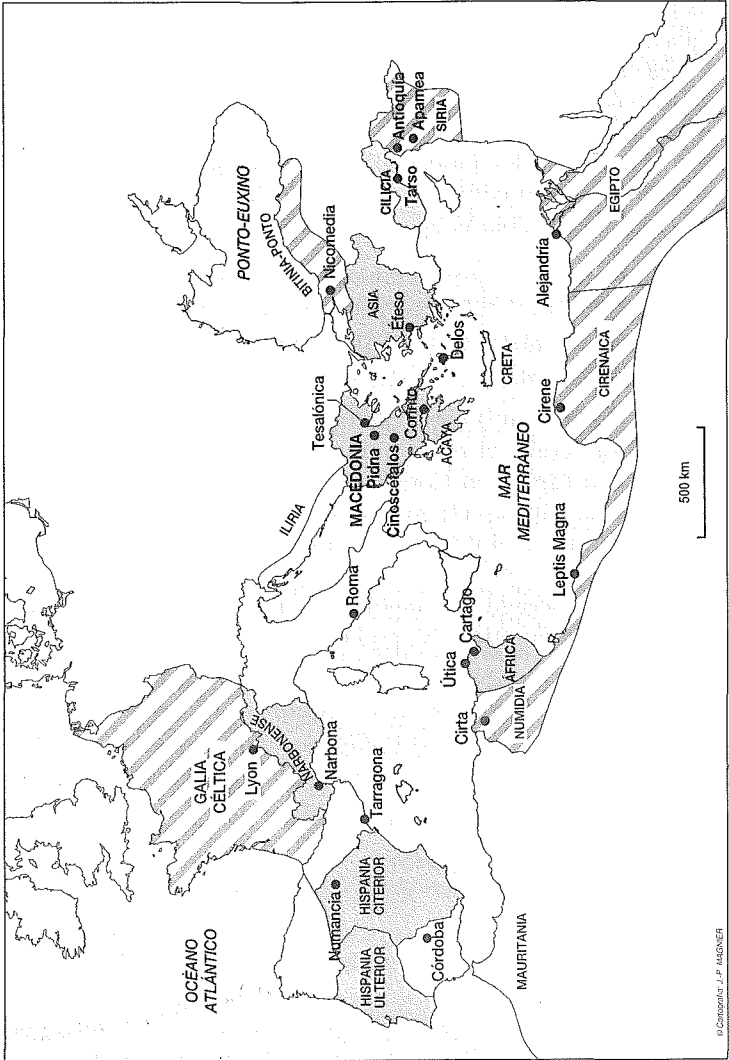 OCÉANO
ATLÁNTICO
GALIA
CÉLTICA
Lyon
NARBONENSE
Narbona
Tarragona
Numancia
HISPANIA
CITERIOR
HISPANIA
ULTERIOR
Córdoba
MAURITANIA
ILIRIA
Roma
Útica
Cartago
ÁFRICA
Cirta
NUMIDIA
Leptis Magna
MAR
MEDITERRÁNEO
Tesalónica
MACEDONIA
Pidna
Cinoscéfalos
Corinto
ACAYA
PONTO-EUXINO
BITINIA-PONTO
Nicomedia
ASIA
Éfeso
Delos
CRETA
Cirene
CIRENAICA
CILICIA
Tarso
Antioquía
Apamea
SIRIA
Alejandría
EGIPTO
500 km
© Cartografía: J.-P. MAGNIER